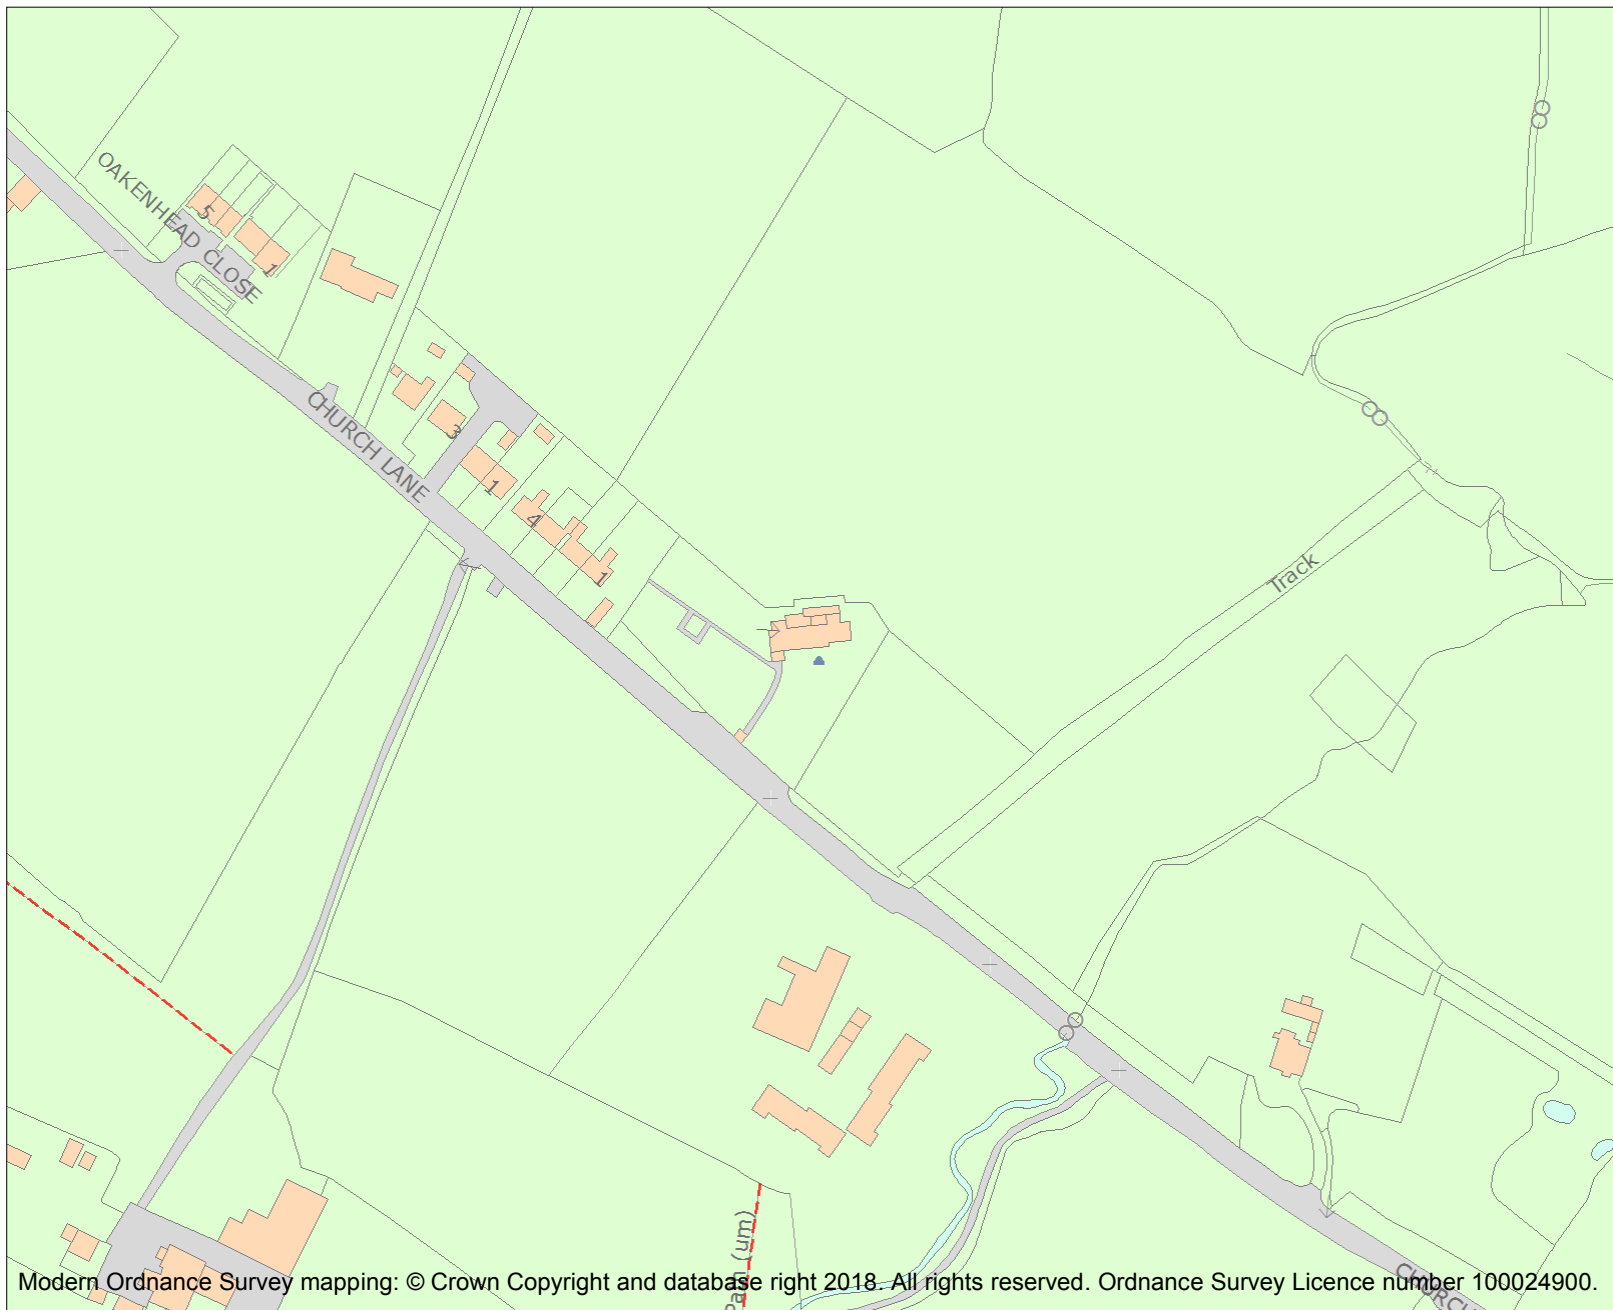 OAKENHEAD CLOSE
5
1
CHURCH LANE
3
1
4
1
Track
Path (um)
CHURCH
Modern Ordnance Survey mapping: © Crown Copyright and database right 2018. All rights reserved. Ordnance Survey Licence number 100024900.